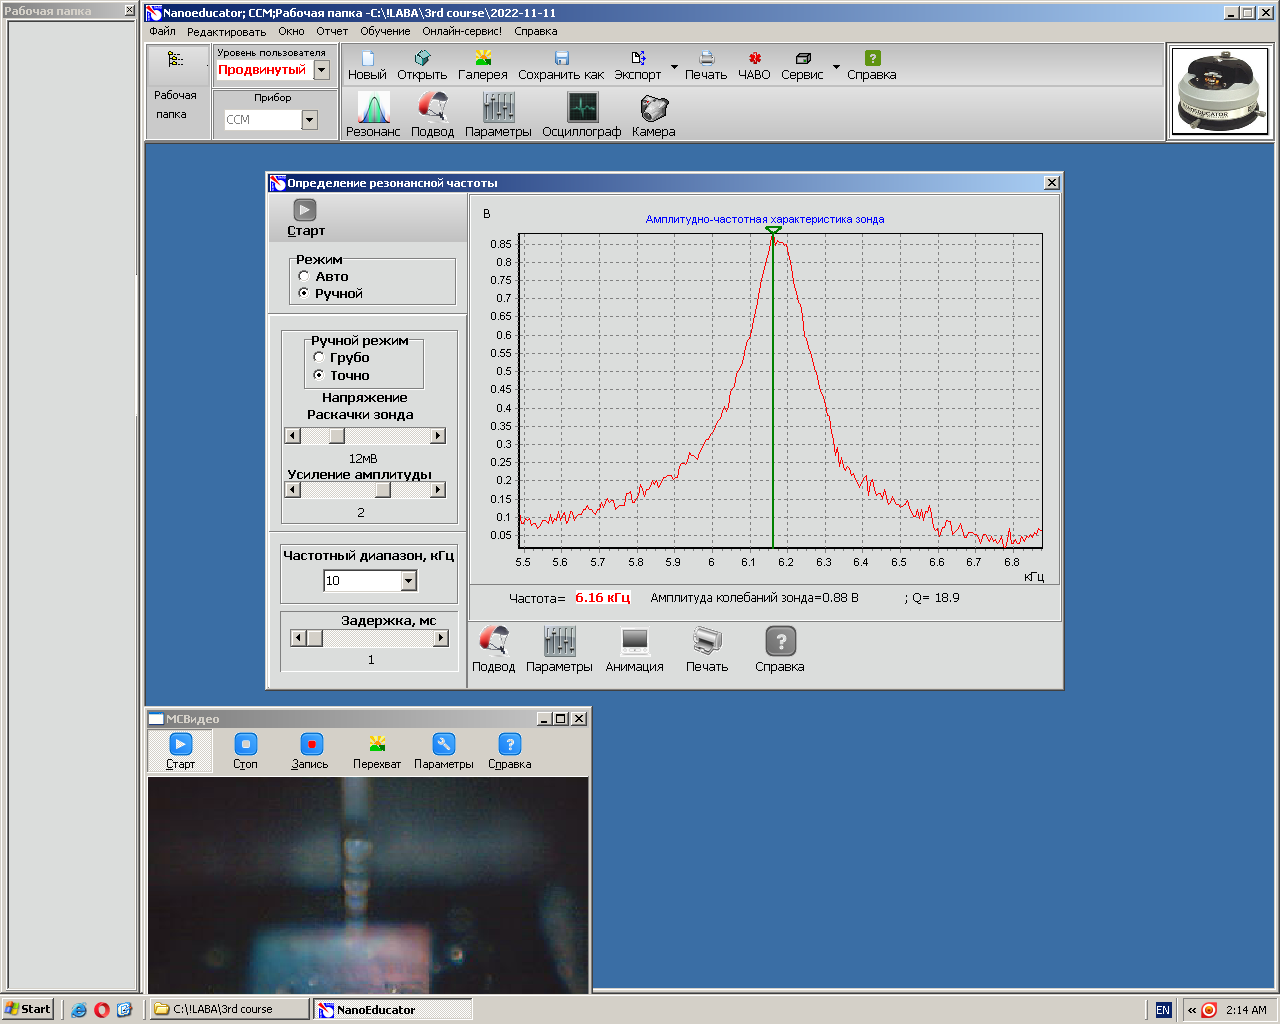 Рабочая папка
Nanoeducator; ССМ;Рабочая папка -C:\!LABA\3rd course\2022-11-11
Файл Редактировать Окно Отчет Обучение Онлайн-сервис! Справка
Рабочая папка
Уровень пользователя
Продвинутый
Прибор
ССМ
Новый Открыть Галерея Сохранить как Экспорт Печать ЧАВО Сервис Справка
Резонанс Подвод Параметры Осциллограф Камера
Определение резонансной частоты
Старт
Режим
Авто
Ручной
Ручной режим
Грубо
Точно
Напряжение
Раскачки зонда
12мВ
Усиление амплитуды
2
Частотный диапазон, кГц
10
Задержка, мс
1
В
Амплитудно-частотная характеристика зонда
0.85
0.8
0.75
0.7
0.65
0.6
0.55
0.5
0.45
0.4
0.35
0.3
0.25
0.2
0.15
0.1
0.05
5.5 5.6 5.7 5.8 5.9 6 6.1 6.2 6.3 6.4 6.5 6.6 6.7 6.8
кГц
Частота= 6.16 кГц Амплитуда колебаний зонда=0.88 В ; Q= 18.9
Подвод Параметры Анимация Печать Справка
МСВидео
Старт Стоп Запись Перехват Параметры Справка
Start C:\!LABA\3rd course NanoEducator EN « 2:14 AM